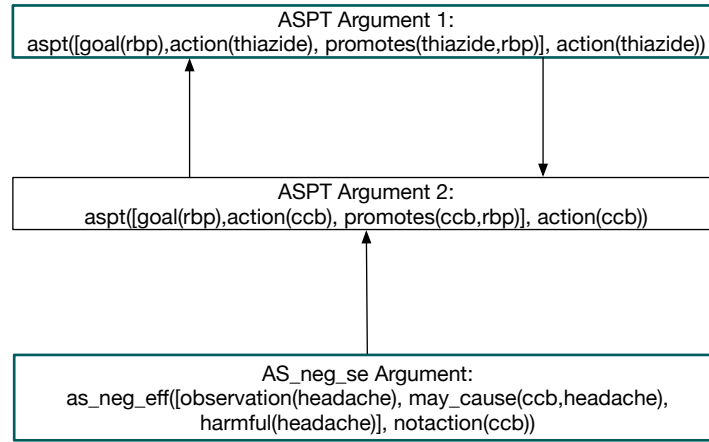 ASPT Argument 1:
aspt([goal(rbp),action(thiazide), promotes(thiazide,rbp)], action(thiazide))
ASPT Argument 2:
aspt([goal(rbp),action(ccb), promotes(ccb,rbp)], action(ccb))
AS_neg_se Argument:
as_neg_eff([observation(headache), may_cause(ccb,headache),
harmful(headache)], notaction(ccb))